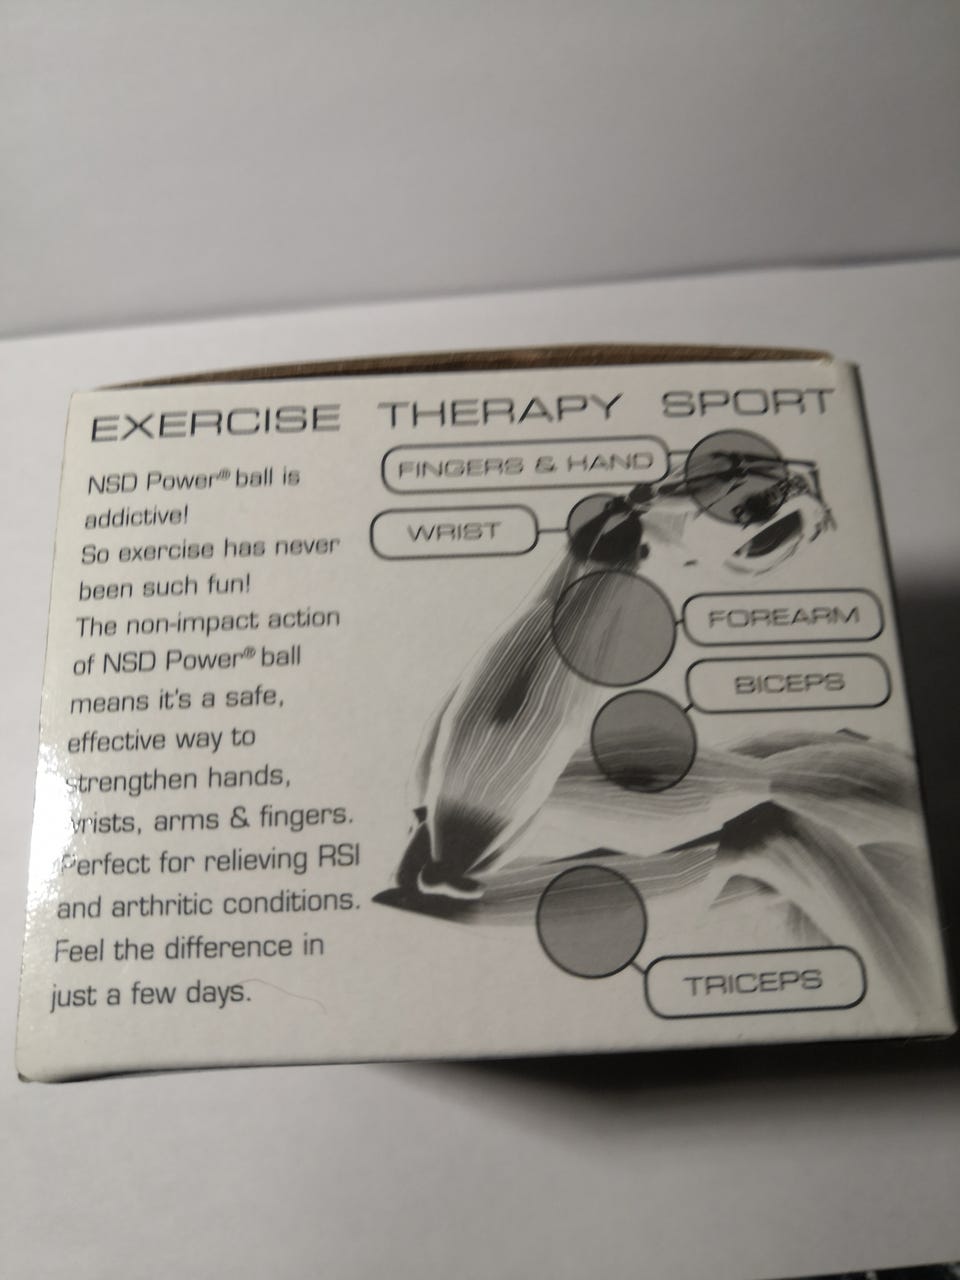 EXERCISE THERAPY SPORT
NSD Power® ball is
addictive!
So exercise has never
been such fun!
The non-impact action
of NSD Power® ball
means it's a safe,
effective way to
strengthen hands,
wrists, arms & fingers.
Perfect for relieving RSI
and arthritic conditions.
Feel the difference in
just a few days.
FINGERS & HAND
WRIST
FOREARM
BICEPS
TRICEPS